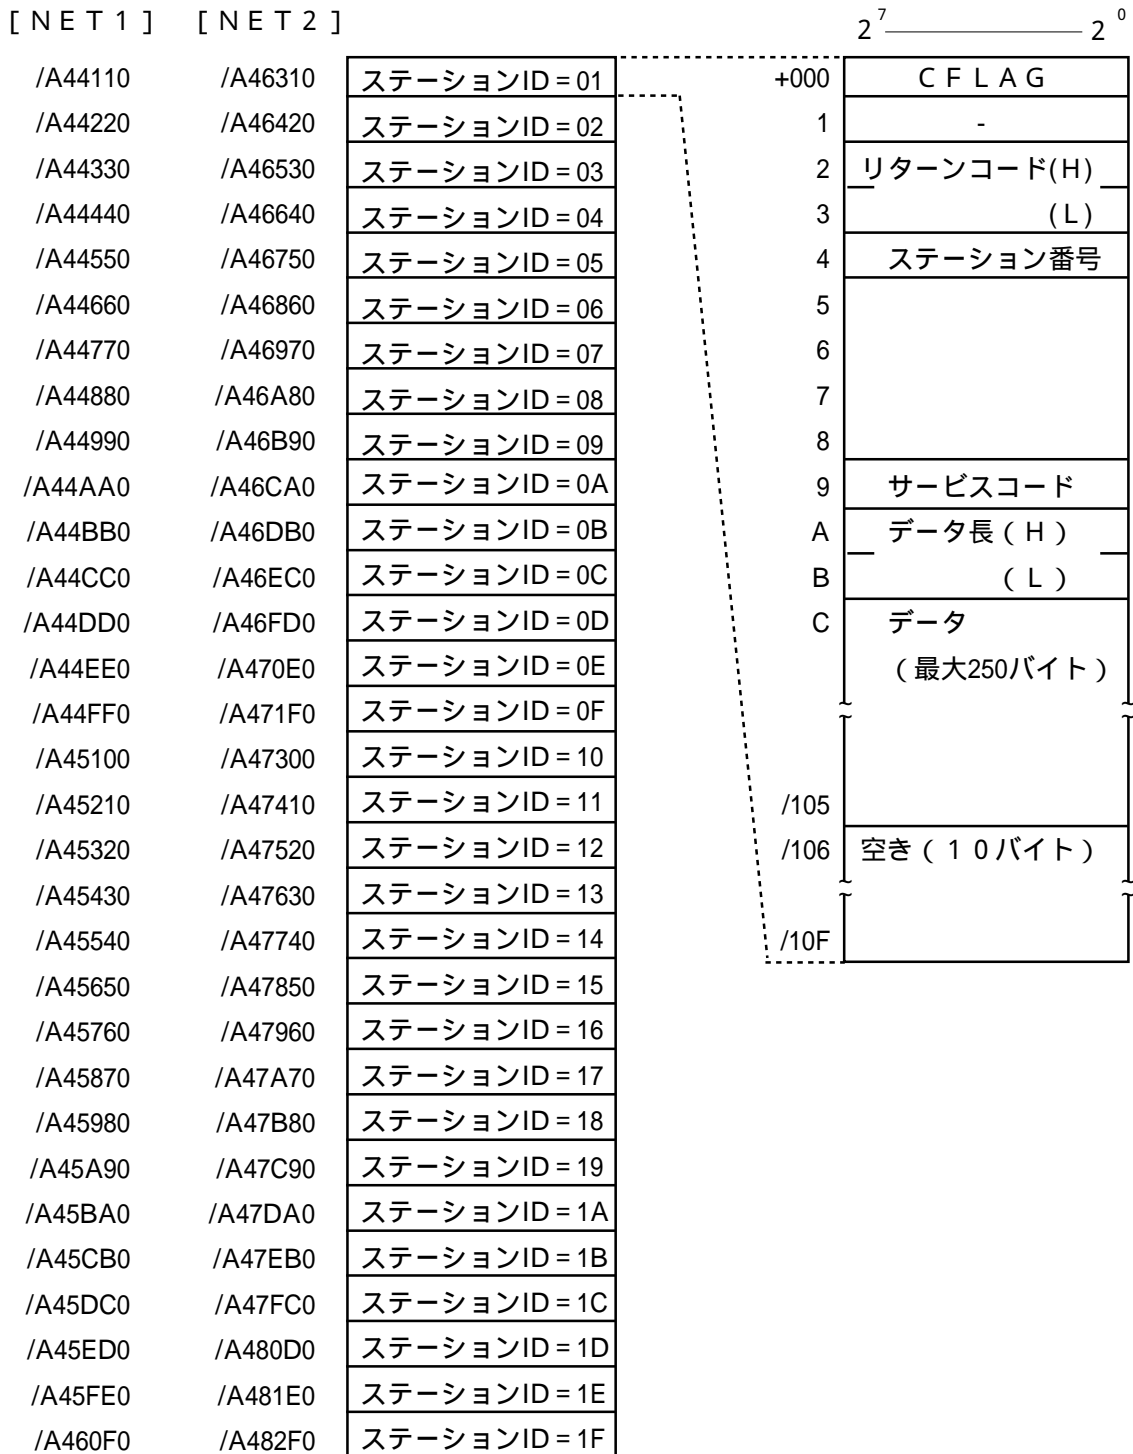 [ N E T 1 ] [ N E T 2 ] 2⁷ 2⁰
/A44110 /A46310 ステーションID = 01 +000 C F L A G
/A44220 /A46420 ステーションID = 02 1 -
/A44330 /A46530 ステーションID = 03 2 リターンコード(H)
/A44440 /A46640 ステーションID = 04 3 (L)
/A44550 /A46750 ステーションID = 05 4 ステーション番号
/A44660 /A46860 ステーションID = 06 5
/A44770 /A46970 ステーションID = 07 6
/A44880 /A46A80 ステーションID = 08 7
/A44990 /A46B90 ステーションID = 09 8
/A44AA0 /A46CA0 ステーションID = 0A 9 サービスコード
/A44BB0 /A46DB0 ステーションID = 0B A データ長 ( H )
/A44CC0 /A46EC0 ステーションID = 0C B ( L )
/A44DD0 /A46FD0 ステーションID = 0D C データ
/A44EE0 /A470E0 ステーションID = 0E ( 最大250バイト )
/A44FF0 /A471F0 ステーションID = 0F
/A45100 /A47300 ステーションID = 10
/A45210 /A47410 ステーションID = 11 /105
/A45320 /A47520 ステーションID = 12 /106 空き ( 1 0 バイト )
/A45430 /A47630 ステーションID = 13
/A45540 /A47740 ステーションID = 14 /10F
/A45650 /A47850 ステーションID = 15
/A45760 /A47960 ステーションID = 16
/A45870 /A47A70 ステーションID = 17
/A45980 /A47B80 ステーションID = 18
/A45A90 /A47C90 ステーションID = 19
/A45BA0 /A47DA0 ステーションID = 1A
/A45CB0 /A47EB0 ステーションID = 1B
/A45DC0 /A47FC0 ステーションID = 1C
/A45ED0 /A480D0 ステーションID = 1D
/A45FE0 /A481E0 ステーションID = 1E
/A460F0 /A482F0 ステーションID = 1F